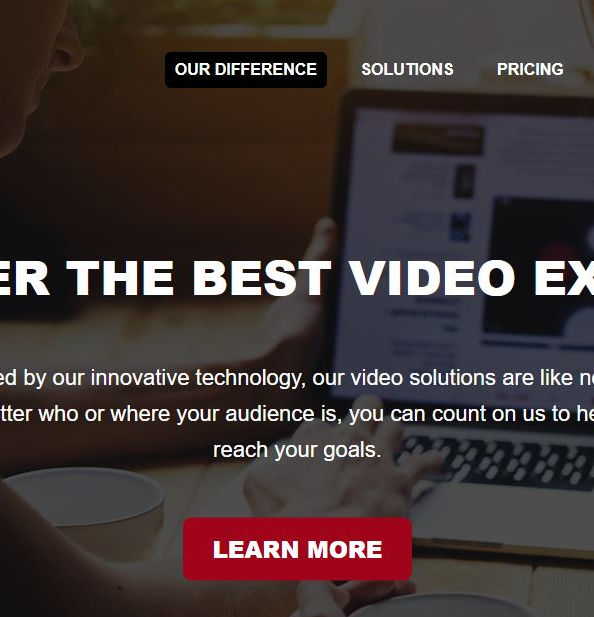 OUR DIFFERENCE SOLUTIONS PRICING
ER THE BEST VIDEO EX
ed by our innovative technology, our video solutions are like n
tter who or where your audience is, you can count on us to he
reach your goals.
LEARN MORE